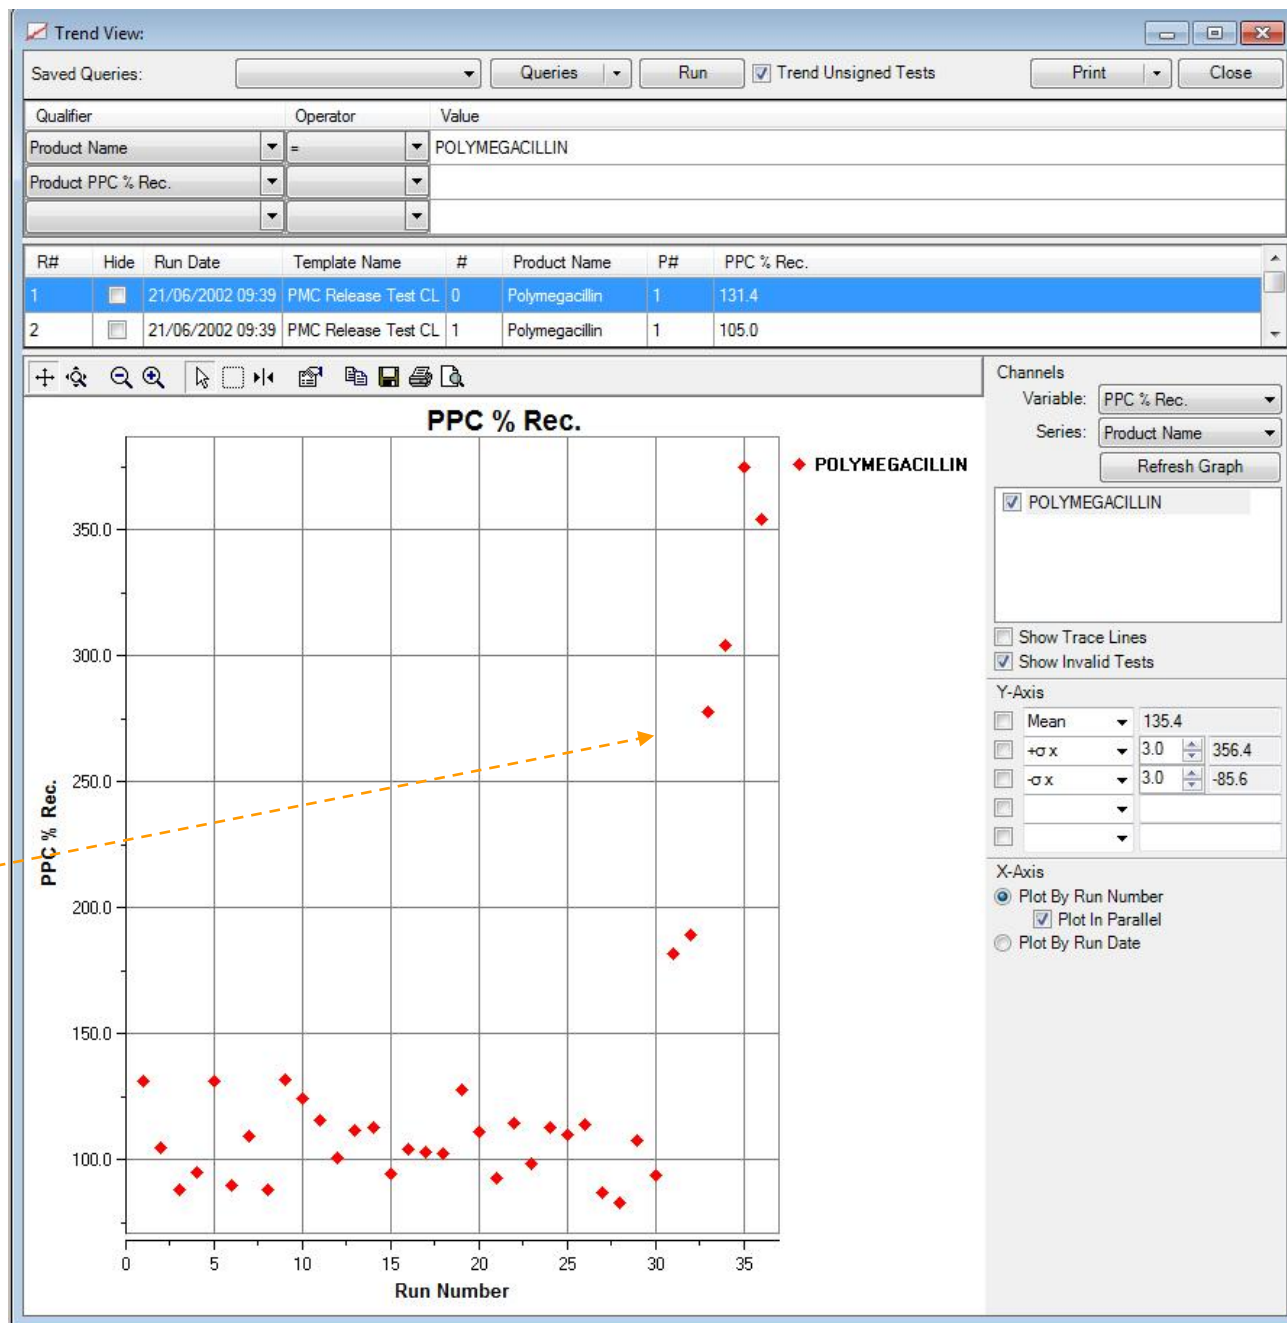 Trend View:
Saved Queries: Queries Run Trend Unsigned Tests Print Close
Qualifier Operator Value
Product Name = POLYMEGACILLIN
Product PPC % Rec.
R# Hide Run Date Template Name # Product Name P# PPC % Rec.
1 21/06/2002 09:39 PMC Release Test CL 0 Polymegacillin 1 131.4
2 21/06/2002 09:39 PMC Release Test CL 1 Polymegacillin 1 105.0
PPC % Rec.
POLYMEGACILLIN
350.0
300.0
250.0
200.0
150.0
100.0
PPC % Rec.
0 5 10 15 20 25 30 35
Run Number
Channels
Variable: PPC % Rec.
Series: Product Name
Refresh Graph
POLYMEGACILLIN
Show Trace Lines
Show Invalid Tests
Y-Axis
Mean 135.4
+σ x 3.0 356.4
-σ x 3.0 -85.6
X-Axis
Plot By Run Number
Plot In Parallel
Plot By Run Date